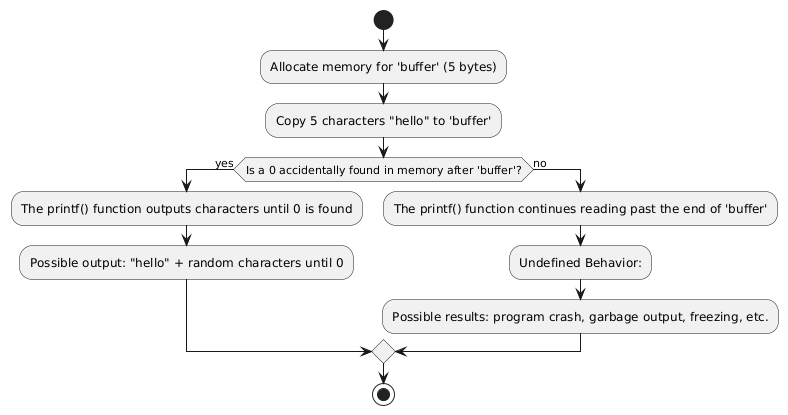 Allocate memory for 'buffer' (5 bytes)
Copy 5 characters "hello" to 'buffer'
yes
Is a 0 accidentally found in memory after 'buffer'?
no
The printf() function outputs characters until 0 is found
Possible output: "hello" + random characters until 0
The printf() function continues reading past the end of 'buffer'
Undefined Behavior:
Possible results: program crash, garbage output, freezing, etc.